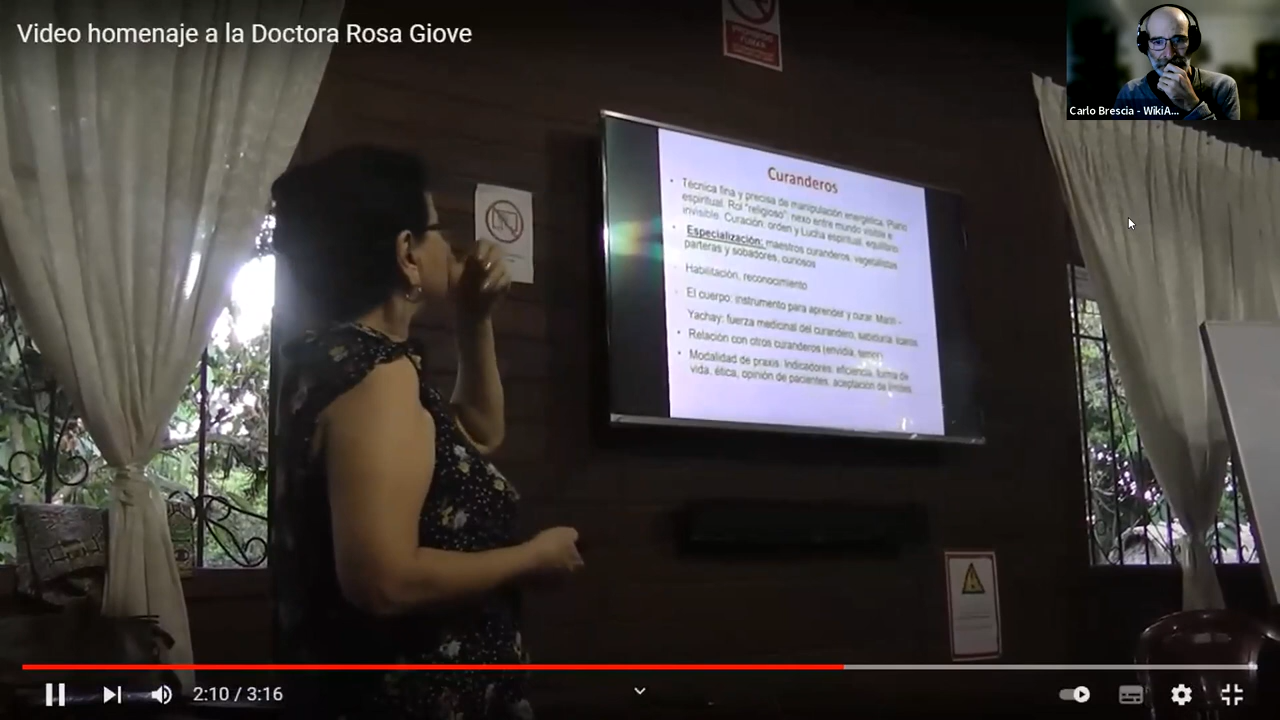 Video homenaje a la Doctora Rosa Giove
Carlo Brescia - WikiA...
Curanderos
• Técnica fina y precisa de manipulación energética. Plano
espiritual. Rol "religioso"; nexo entre mundo visible e
invisible. Curación, orden y Lucha espiritual, equilibrio.
• Especialización: maestros curanderos, vegetalistas
parteras y sobadores, curiosos
Habilitación, reconocimiento
El cuerpo: instrumento para aprender y curar. Mariri -
Yachay: fuerza medicinal del curandero, sabiduría. Icaros
• Relación con otros curanderos (envidia, temor)
• Modalidad de praxis: Indicadores: eficiencia, forma de
vida, ética, opinión de pacientes, aceptación de límites
2:10 / 3:16